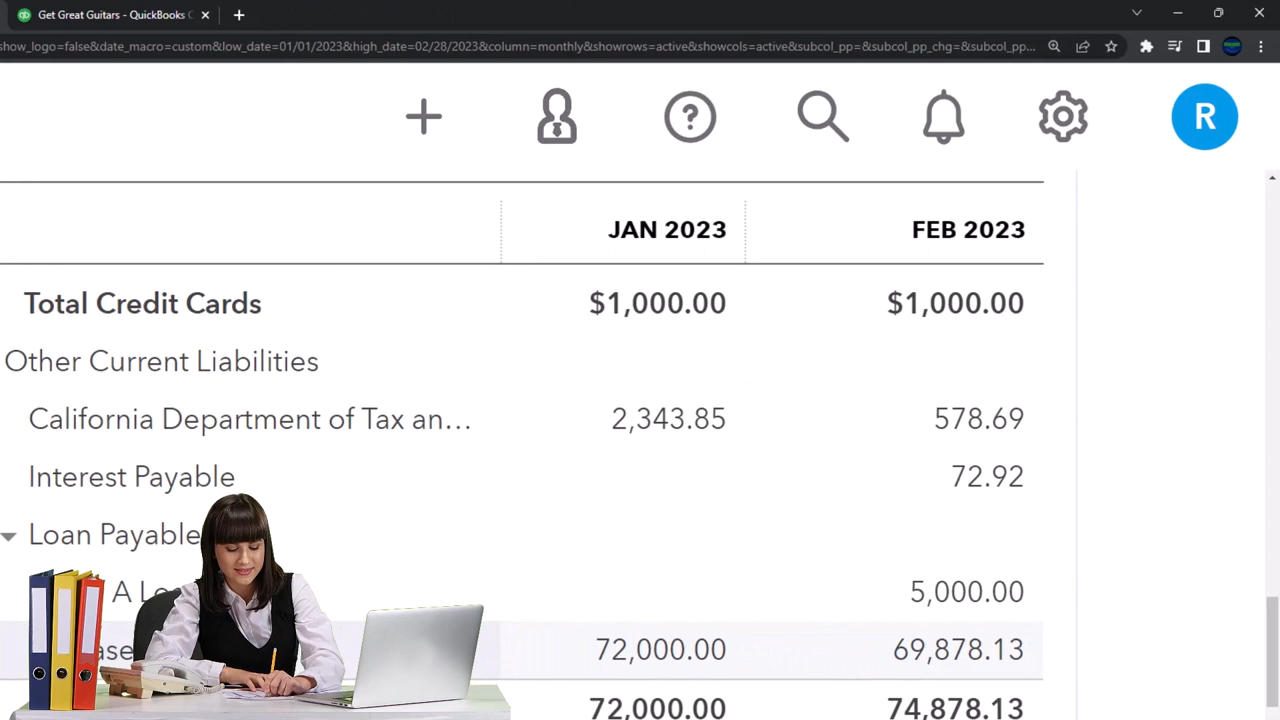 Get Great Guitars - QuickBooks
show_logo=false&date_macro=custom&low_date=01/01/2023&high_date=02/28/2023&column=monthly&showrows=active&showcols=active&subcol_pp=&subcol_pp_chg=&subcol_pp...
R
JAN 2023 FEB 2023
Total Credit Cards $1,000.00 $1,000.00
Other Current Liabilities
California Department of Tax an... 2,343.85 578.69
Interest Payable 72.92
Loan Payable
A 5,000.00
72,000.00 69,878.13
72,000.00 74,878.13